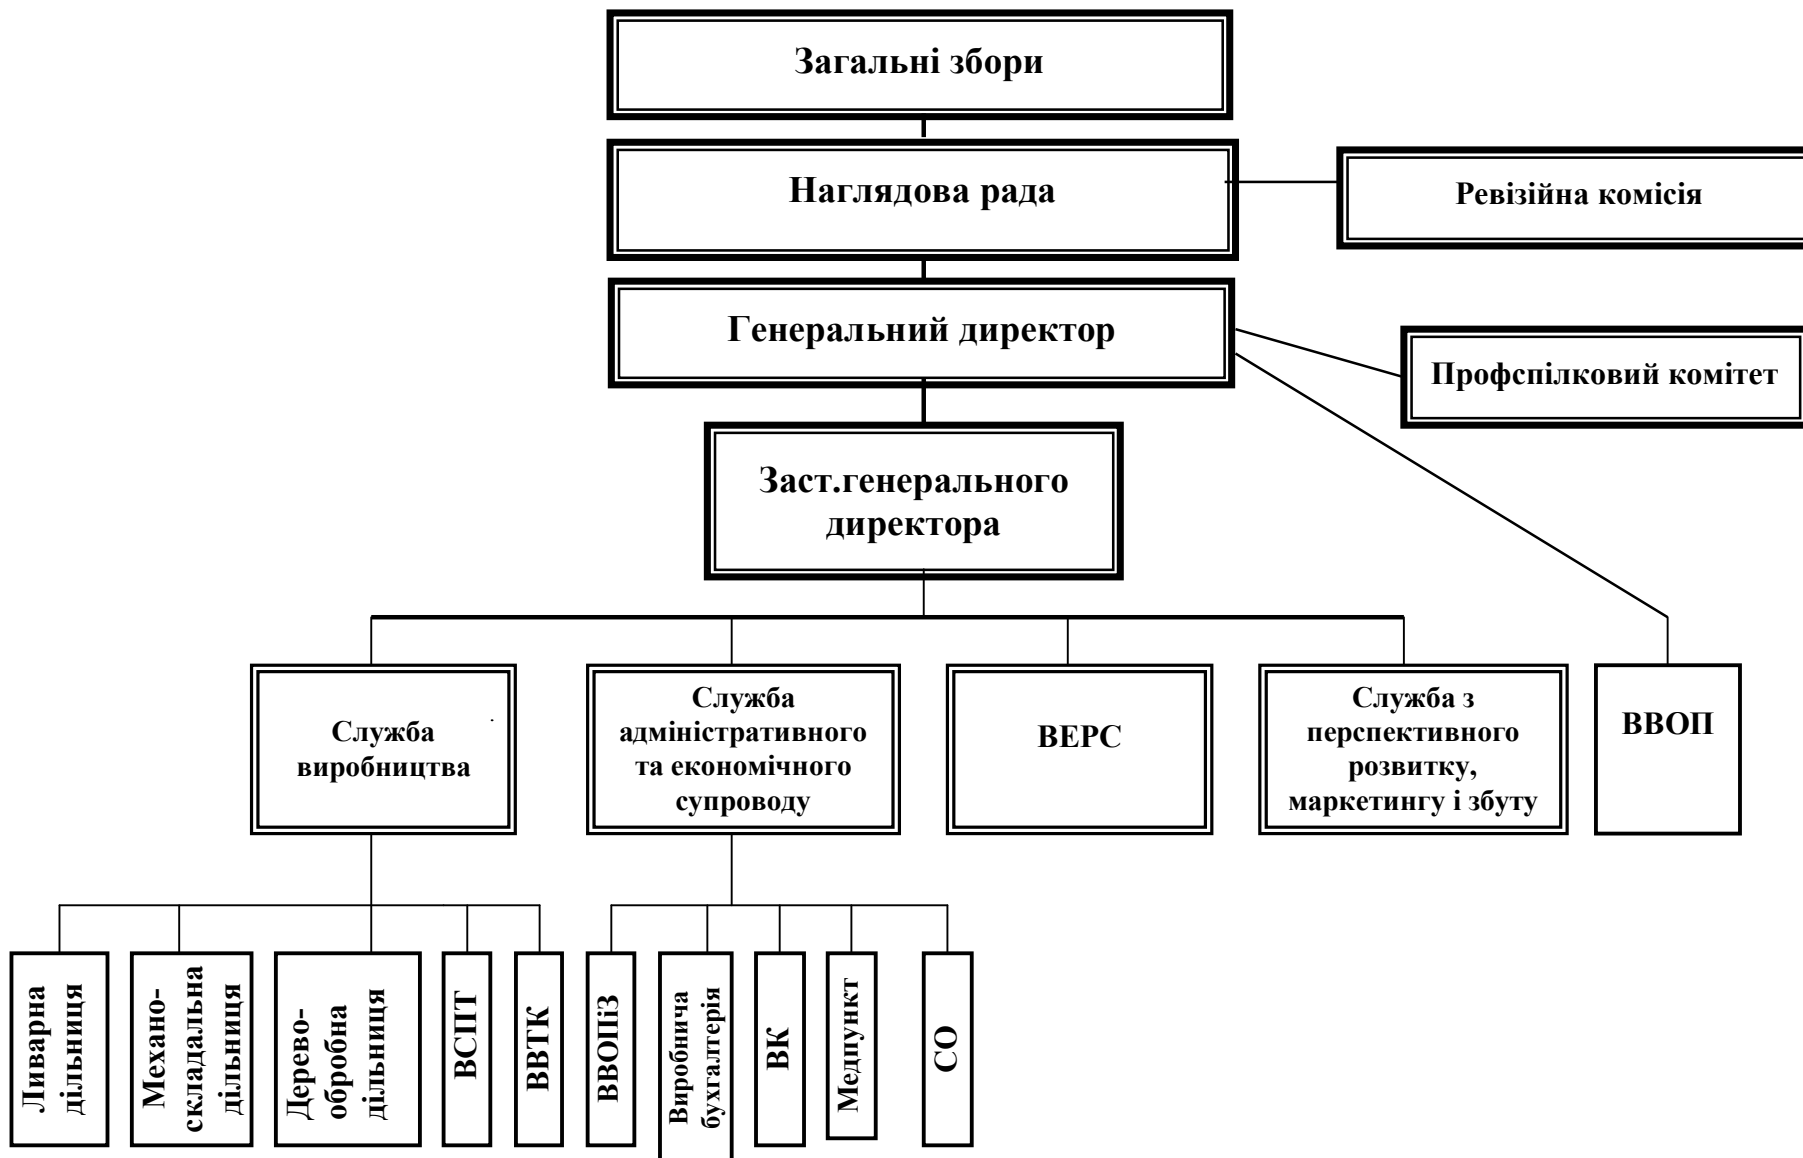 Загальні збори
Наглядова рада
Ревізійна комісія
Генеральний директор
Профспілковий комітет
Заст.генерального
директора
Служба
виробництва
Служба
адміністративного
та економічного
супроводу
ВЕРС
Служба з
перспективного
розвитку,
маркетингу і збуту
ВВОП
Ливарна
дільниця
Механо-
складальна
дільниця
Дерево-
обробна
дільниця
ВСПТ
ВВТК
ВВОПіЗ
Виробнича
бухгалтерія
ВК
Медпункт
СО